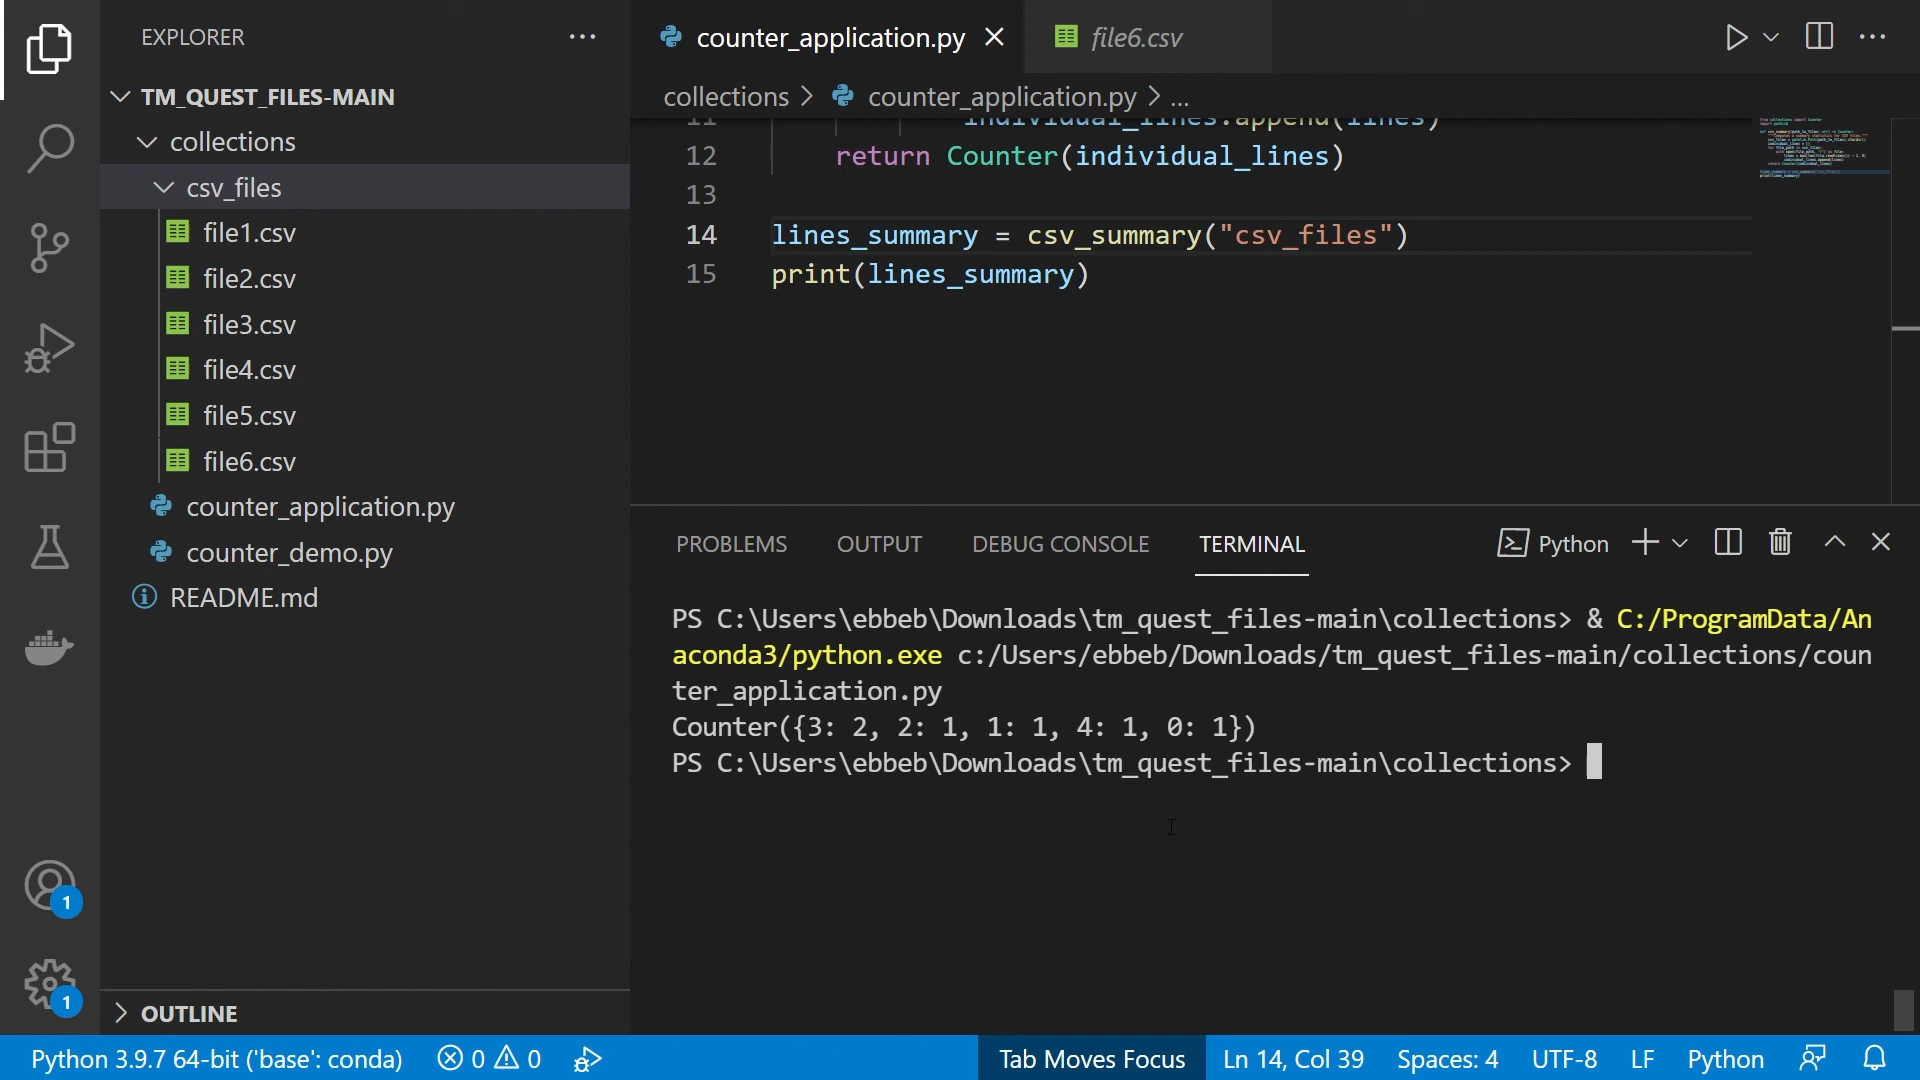 EXPLORER
TM_QUEST_FILES-MAIN
collections
csv_files
file1.csv
file2.csv
file3.csv
file4.csv
file5.csv
file6.csv
counter_application.py
counter_demo.py
README.md
OUTLINE
1
1
counter_application.py
file6.csv
collections > counter_application.py > ...
11 individual_lines.append(lines)
12 return Counter(individual_lines)
13
14 lines_summary = csv_summary("csv_files")
15 print(lines_summary)
PROBLEMS OUTPUT DEBUG CONSOLE TERMINAL Python
PS C:\Users\ebbeb\Downloads\tm_quest_files-main\collections> & C:/ProgramData/An
aconda3/python.exe c:/Users/ebbeb/Downloads/tm_quest_files-main/collections/coun
ter_application.py
Counter({3: 2, 2: 1, 1: 1, 4: 1, 0: 1})
PS C:\Users\ebbeb\Downloads\tm_quest_files-main\collections>
Python 3.9.7 64-bit ('base': conda) 0 0 Tab Moves Focus Ln 14, Col 39 Spaces: 4 UTF-8 LF Python